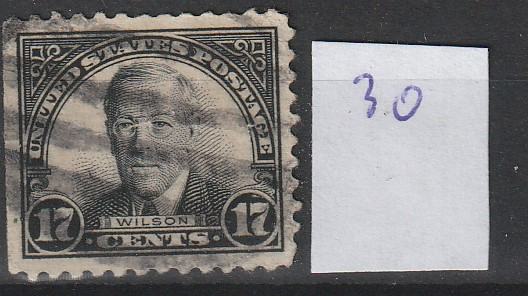 UNITED STATES POSTAGE
WILSON
17 17
· CENTS ·
30